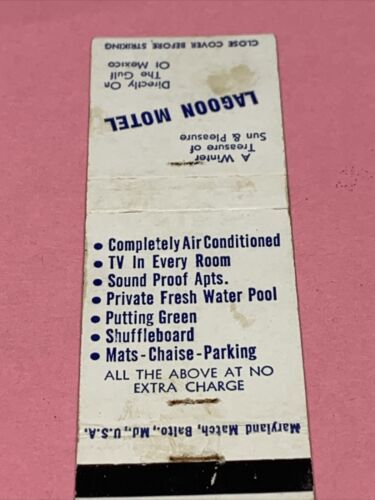 CLOSE COVER BEFORE STRIKING
A Winter
Treasure of
Sun & Pleasure
LAGOON MOTEL
Directly On
The Gulf
Of Mexico
• Completely Air Conditioned
• TV In Every Room
• Sound Proof Apts.
• Private Fresh Water Pool
• Putting Green
• Shuffleboard
• Mats - Chaise - Parking
ALL THE ABOVE AT NO
EXTRA CHARGE
Maryland Match, Balto., Md., U.S.A.